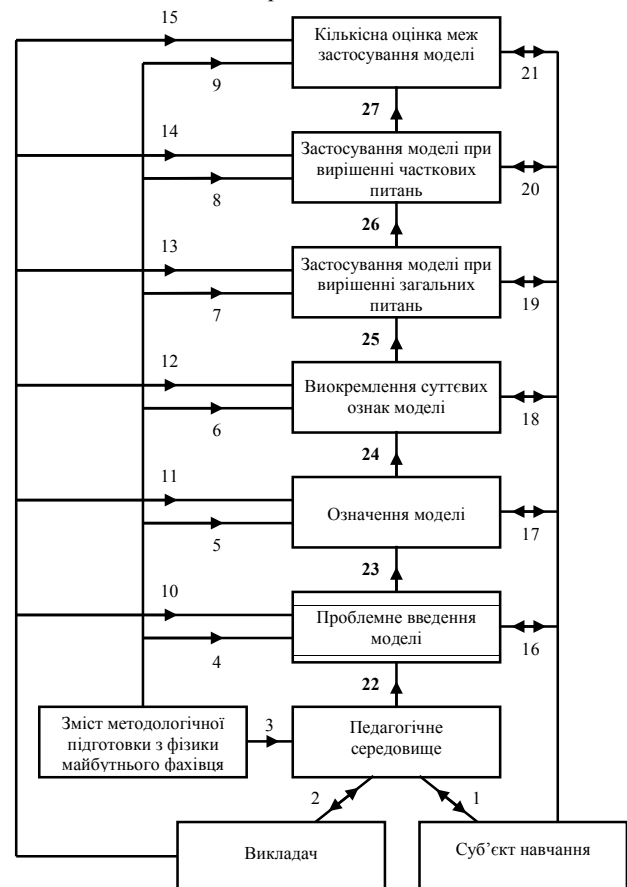 15
Кількісна оцінка меж
застосування моделі
9
21
27
14
Застосування моделі при
вирішенні часткових
питань
8
20
26
13
Застосування моделі при
вирішенні загальних
питань
7
19
25
12
Виокремлення суттєвих
ознак моделі
6
18
24
11
Означення моделі
5
17
23
10
Проблемне введення
моделі
4
16
22
Зміст методологічної
підготовки з фізики
майбутнього фахівця
3
Педагогічне
середовище
2
1
Викладач
Суб’єкт навчання